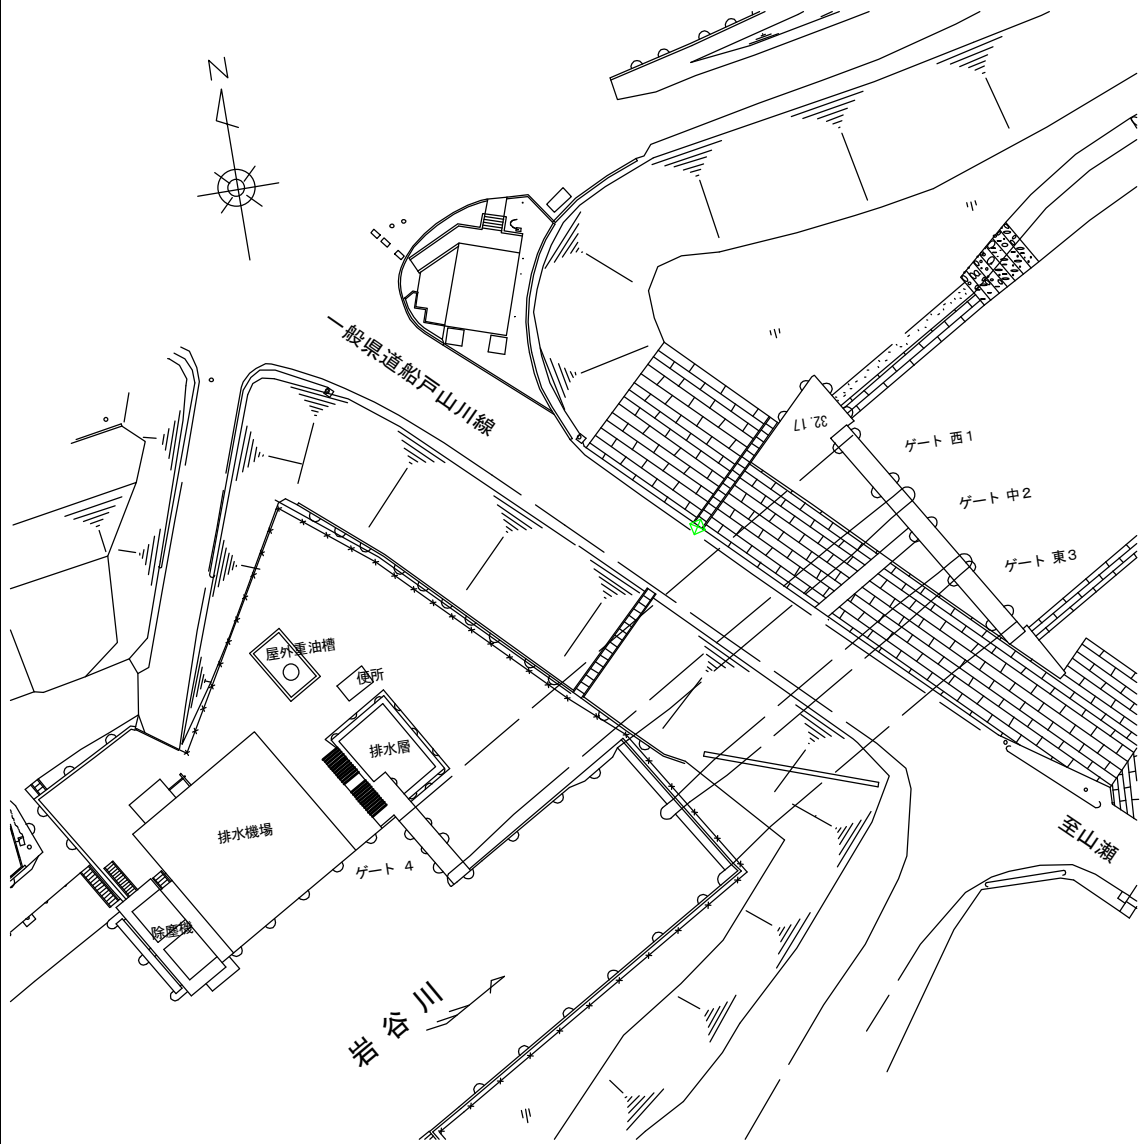 N
一般県道船戸山川線
32.17
ゲート 西1
ゲート 中2
ゲート 東3
屋外重油槽
便所
排水層
排水機場
ゲート 4
除塵機
至山瀬
岩谷川